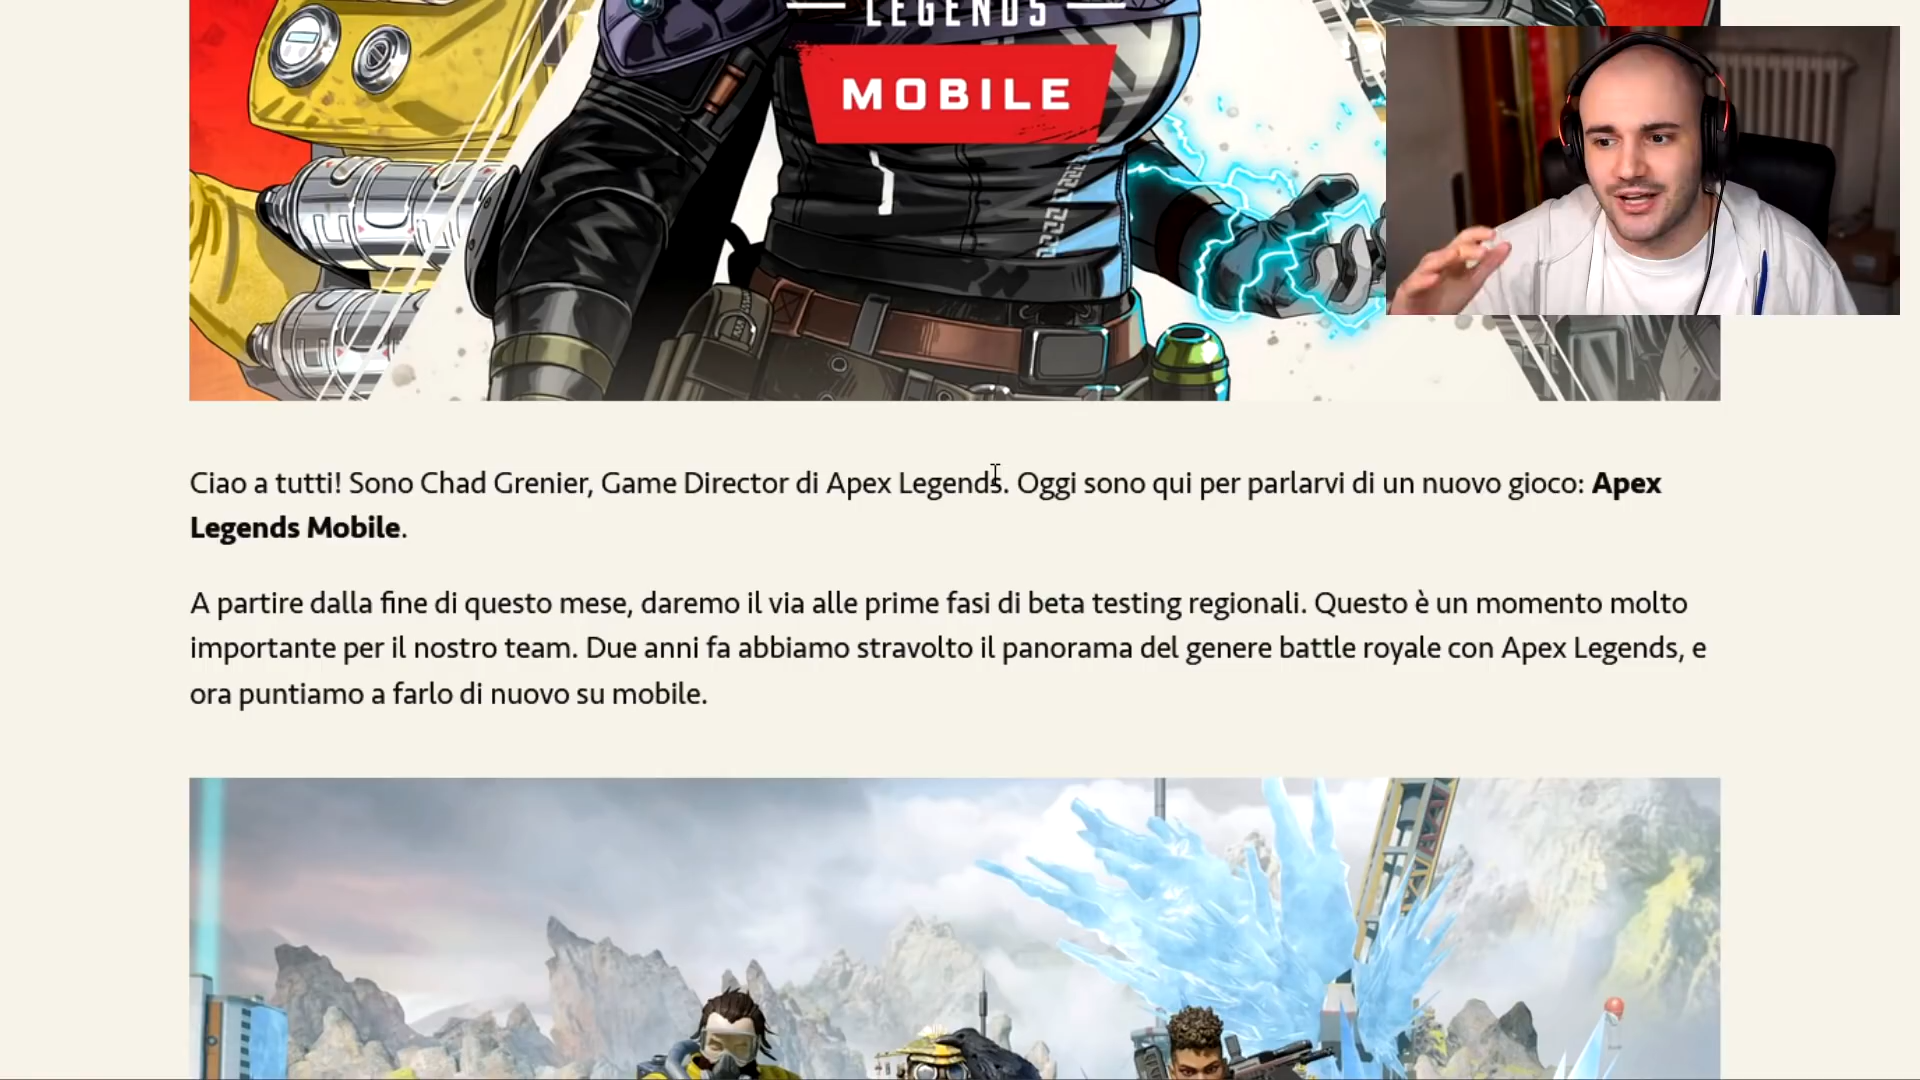 LEGENDS
MOBILE
Ciao a tutti! Sono Chad Grenier, Game Director di Apex Legends. Oggi sono qui per parlarvi di un nuovo gioco: Apex
Legends Mobile.
A partire dalla fine di questo mese, daremo il via alle prime fasi di beta testing regionali. Questo è un momento molto
importante per il nostro team. Due anni fa abbiamo stravolto il panorama del genere battle royale con Apex Legends, e
ora puntiamo a farlo di nuovo su mobile.